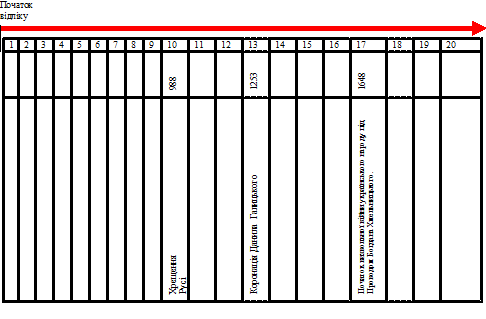 Початок
відліку
1 2 3 4 5 6 7 8 9 10 11 12 13 14 15 16 17 18 19 20
988
1253
1648
Хрещення
Русі
Коронація Данила Галицького
Початок визвольної війни українського народу під
Проводом Богдана Хмельницького.